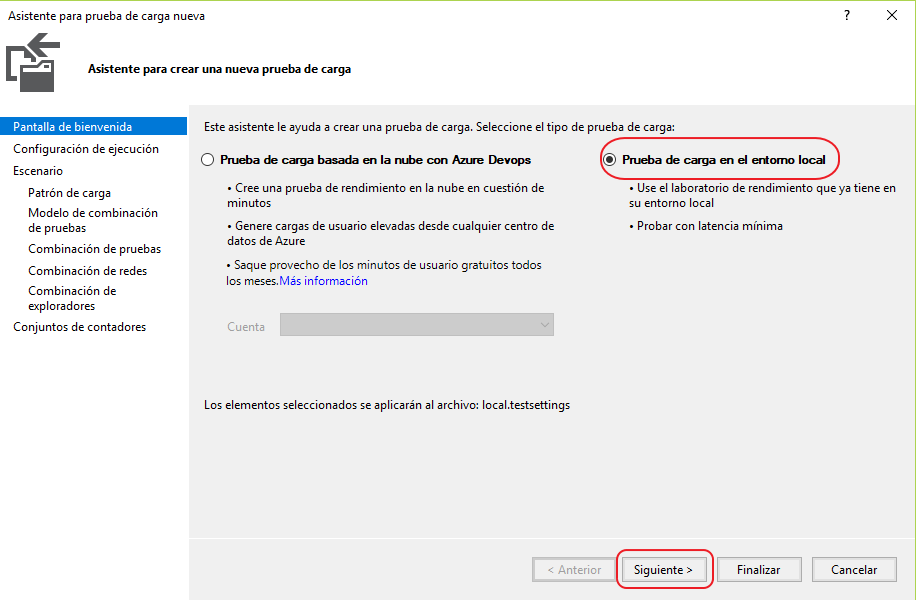 Asistente para prueba de carga nueva
?
Asistente para crear una nueva prueba de carga
Pantalla de bienvenida
Configuración de ejecución
Escenario
Patrón de carga
Modelo de combinación
de pruebas
Combinación de pruebas
Combinación de redes
Combinación de
exploradores
Conjuntos de contadores
Este asistente le ayuda a crear una prueba de carga. Seleccione el tipo de prueba de carga:
Prueba de carga basada en la nube con Azure Devops
• Cree una prueba de rendimiento en la nube en cuestión de
minutos
• Genere cargas de usuario elevadas desde cualquier centro de
datos de Azure
• Saque provecho de los minutos de usuario gratuitos todos
los meses.Más información
Cuenta
Prueba de carga en el entorno local
• Use el laboratorio de rendimiento que ya tiene en
su entorno local
• Probar con latencia mínima
Los elementos seleccionados se aplicarán al archivo: local.testsettings
< Anterior
Siguiente >
Finalizar
Cancelar